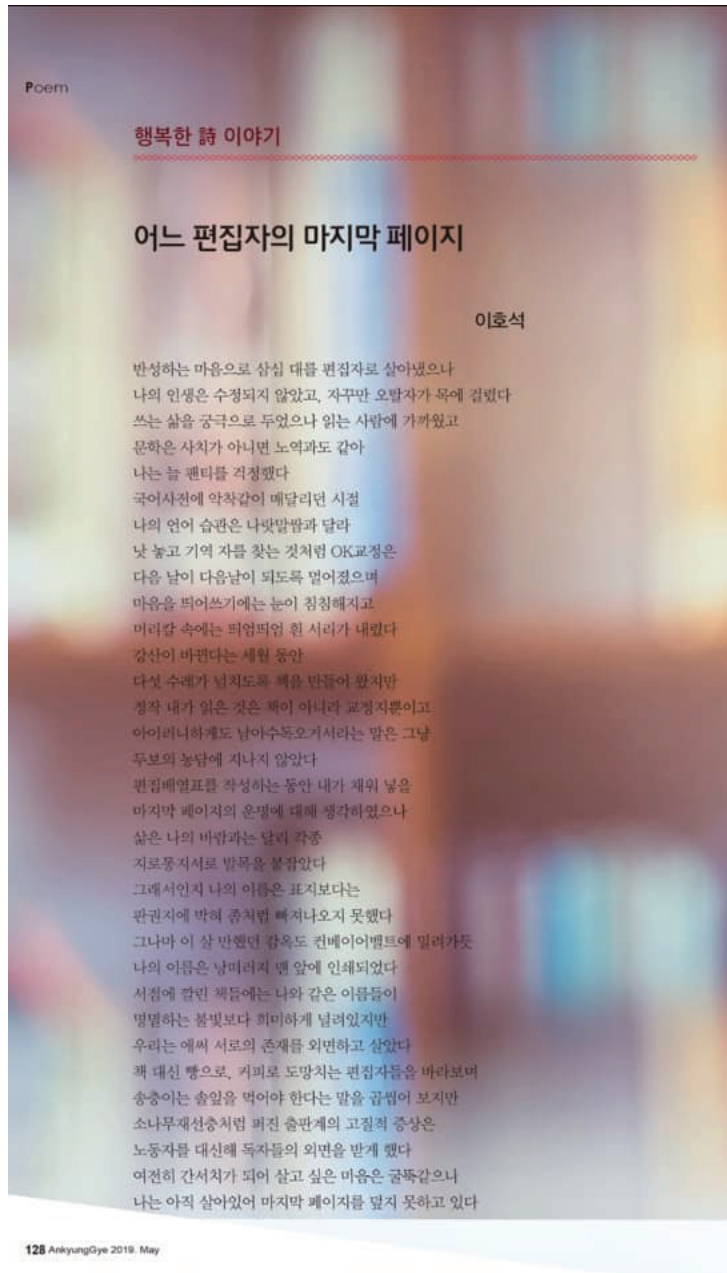 Poem
행복한 詩 이야기
어느 편집자의 마지막 페이지
이호석
반성하는 마음으로 삼십 대를 편집자로 살아냈으나
나의 인생은 수정되지 않았고, 자꾸만 오탈자가 목에 걸렸다
쓰는 삶을 궁극으로 두었으나 읽는 사람에 가까웠고
문학은 사치가 아니면 노역과도 같아
나는 늘 팬티를 걱정했다
국어사전에 악착같이 매달리던 시절
나의 언어 습관은 나랏말쌈과 달라
낫 놓고 기역 자를 찾는 것처럼 OK교정은
다음 날이 다음날이 되도록 멀어졌으며
마음을 띄어쓰기에는 눈이 침침해지고
머리칼 속에는 띄엄띄엄 흰 서리가 내렸다
강산이 바뀐다는 세월 동안
다섯 수레가 넘치도록 책을 만들어 왔지만
정작 내가 읽은 것은 책이 아니라 교정지뿐이고
아이러니하게도 남아수독오거서라는 말은 그냥
두보의 농담에 지나지 않았다
편집배열표를 작성하는 동안 내가 채워 넣을
마지막 페이지의 운명에 대해 생각하였으나
삶은 나의 바람과는 달리 각종
지로통지서로 발목을 붙잡았다
그래서인지 나의 이름은 표지보다는
판권지에 박혀 좀처럼 빠져나오지 못했다
그나마 이 살 만했던 감옥도 컨베이어벨트에 밀려가듯
나의 이름은 낭떠러지 맨 앞에 인쇄되었다
서점에 깔린 책들에는 나와 같은 이름들이
명멸하는 불빛보다 희미하게 널려있지만
우리는 애써 서로의 존재를 외면하고 살았다
책 대신 빵으로, 커피로 도망치는 편집자들을 바라보며
송충이는 솔잎을 먹어야 한다는 말을 곱씹어 보지만
소나무재선충처럼 퍼진 출판계의 고질적 증상은
노동자를 대신해 독자들의 외면을 받게 했다
여전히 간서치가 되어 살고 싶은 마음은 굴뚝같으나
나는 아직 살아있어 마지막 페이지를 덮지 못하고 있다
128 AnkyungGye 2019. May